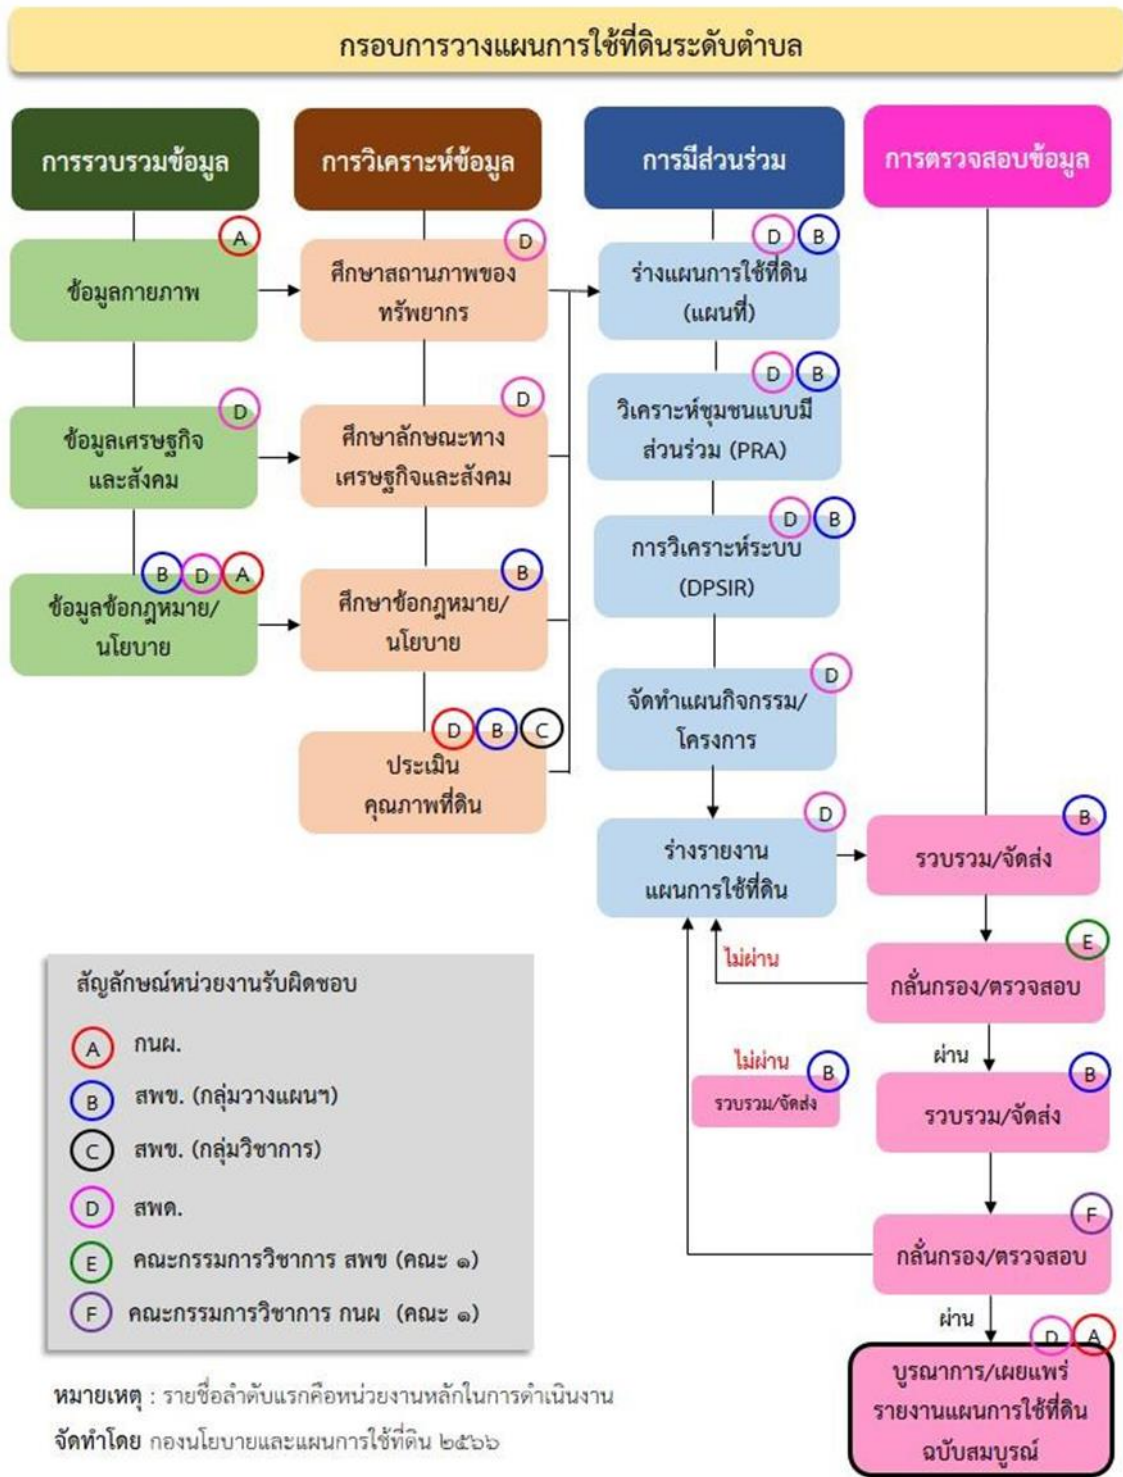 กรอบการวางแผนการใช้ที่ดินระดับตำบล
การรวบรวมข้อมูล
การวิเคราะห์ข้อมูล
การมีส่วนร่วม
การตรวจสอบข้อมูล
A
ข้อมูลกายภาพ
D
ศึกษาสถานภาพของ
ทรัพยากร
D B
ร่างแผนการใช้ที่ดิน
(แผนที่)
D
ข้อมูลเศรษฐกิจ
และสังคม
D
ศึกษาลักษณะทาง
เศรษฐกิจและสังคม
D B
วิเคราะห์ชุมชนแบบมี
ส่วนร่วม (PRA)
B D A
ข้อมูลข้อกฎหมาย/
นโยบาย
B
ศึกษาข้อกฎหมาย/
นโยบาย
D B
การวิเคราะห์ระบบ
(DPSIR)
D B C
ประเมิน
คุณภาพที่ดิน
D
จัดทำแผนกิจกรรม/
โครงการ
D
ร่างรายงาน
แผนการใช้ที่ดิน
B
รวบรวม/จัดส่ง
E
กลั่นกรอง/ตรวจสอบ
ไม่ผ่าน
ผ่าน
B
รวบรวม/จัดส่ง
ไม่ผ่าน
B
รวบรวม/จัดส่ง
F
กลั่นกรอง/ตรวจสอบ
ผ่าน
D A
บูรณาการ/เผยแพร่
รายงานแผนการใช้ที่ดิน
ฉบับสมบูรณ์
สัญลักษณ์หน่วยงานรับผิดชอบ
A กนผ.
B สพข. (กลุ่มวางแผนฯ)
C สพข. (กลุ่มวิชาการ)
D สพด.
E คณะกรรมการวิชาการ สพข (คณะ ๑)
F คณะกรรมการวิชาการ กนผ (คณะ ๑)
หมายเหตุ : รายชื่อลำดับแรกคือหน่วยงานหลักในการดำเนินงาน
จัดทำโดย กองนโยบายและแผนการใช้ที่ดิน ๒๕๖๖